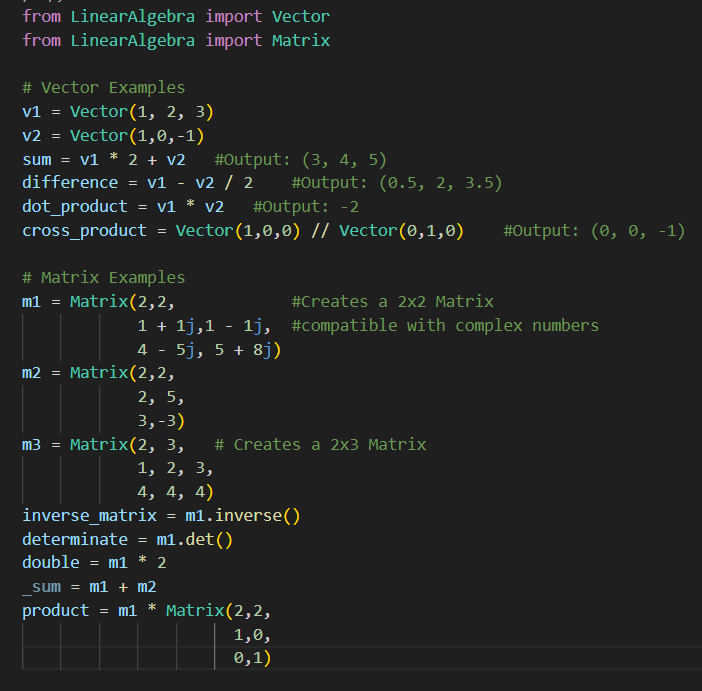 from LinearAlgebra import Vector
from LinearAlgebra import Matrix
# Vector Examples
v1 = Vector(1, 2, 3)
v2 = Vector(1,0,-1)
sum = v1 * 2 + v2   #Output: (3, 4, 5)
difference = v1 - v2 / 2    #Output: (0.5, 2, 3.5)
dot_product = v1 * v2   #Output: -2
cross_product = Vector(1,0,0) // Vector(0,1,0)    #Output: (0, 0, -1)
# Matrix Examples
m1 = Matrix(2,2,            #Creates a 2x2 Matrix
            1 + 1j,1 - 1j,  #compatible with complex numbers
            4 - 5j, 5 + 8j)
m2 = Matrix(2,2,
            2, 5,
            3,-3)
m3 = Matrix(2, 3,   # Creates a 2x3 Matrix
            1, 2, 3,
            4, 4, 4)
inverse_matrix = m1.inverse()
determinate = m1.det()
double = m1 * 2
_sum = m1 + m2
product = m1 * Matrix(2,2,
                      1,0,
                      0,1)